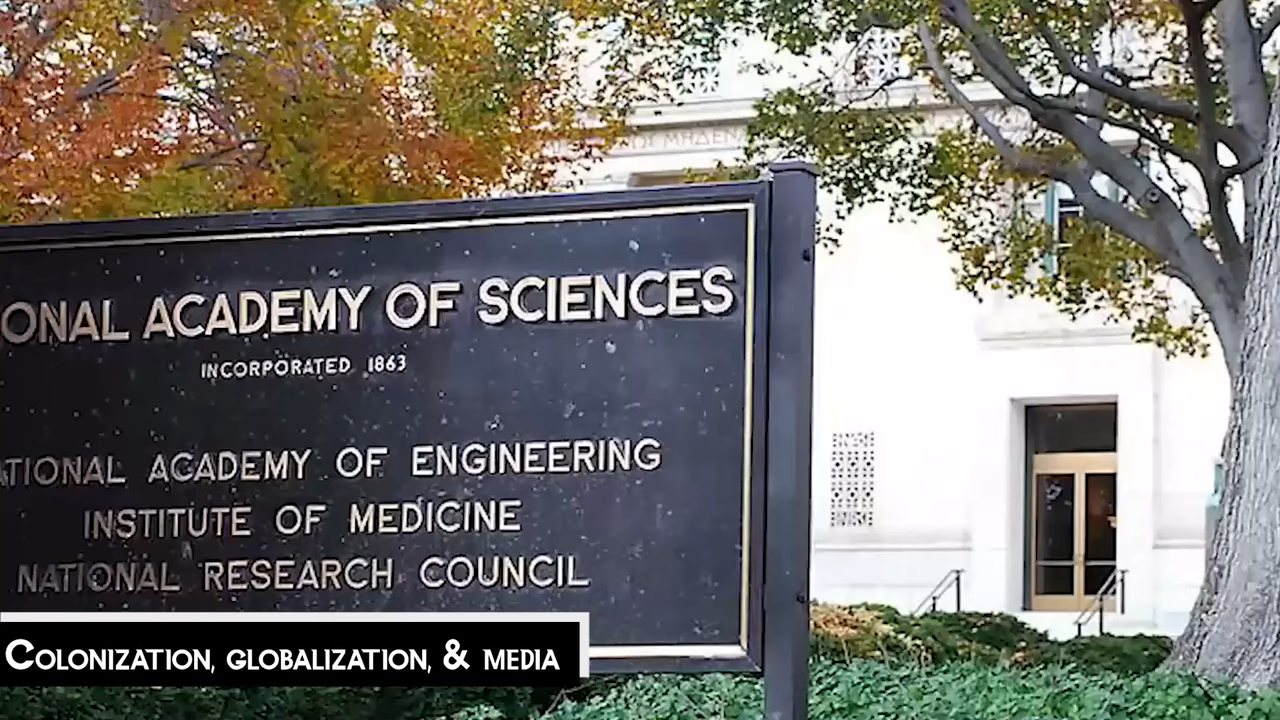 ΜΗΔΕΝ
ONAL ACADEMY OF SCIENCES
INCORPORATED 1863
ATIONAL ACADEMY OF ENGINEERING
INSTITUTE OF MEDICINE
NATIONAL RESEARCH COUNCIL
COLONIZATION, GLOBALIZATION, & MEDIA